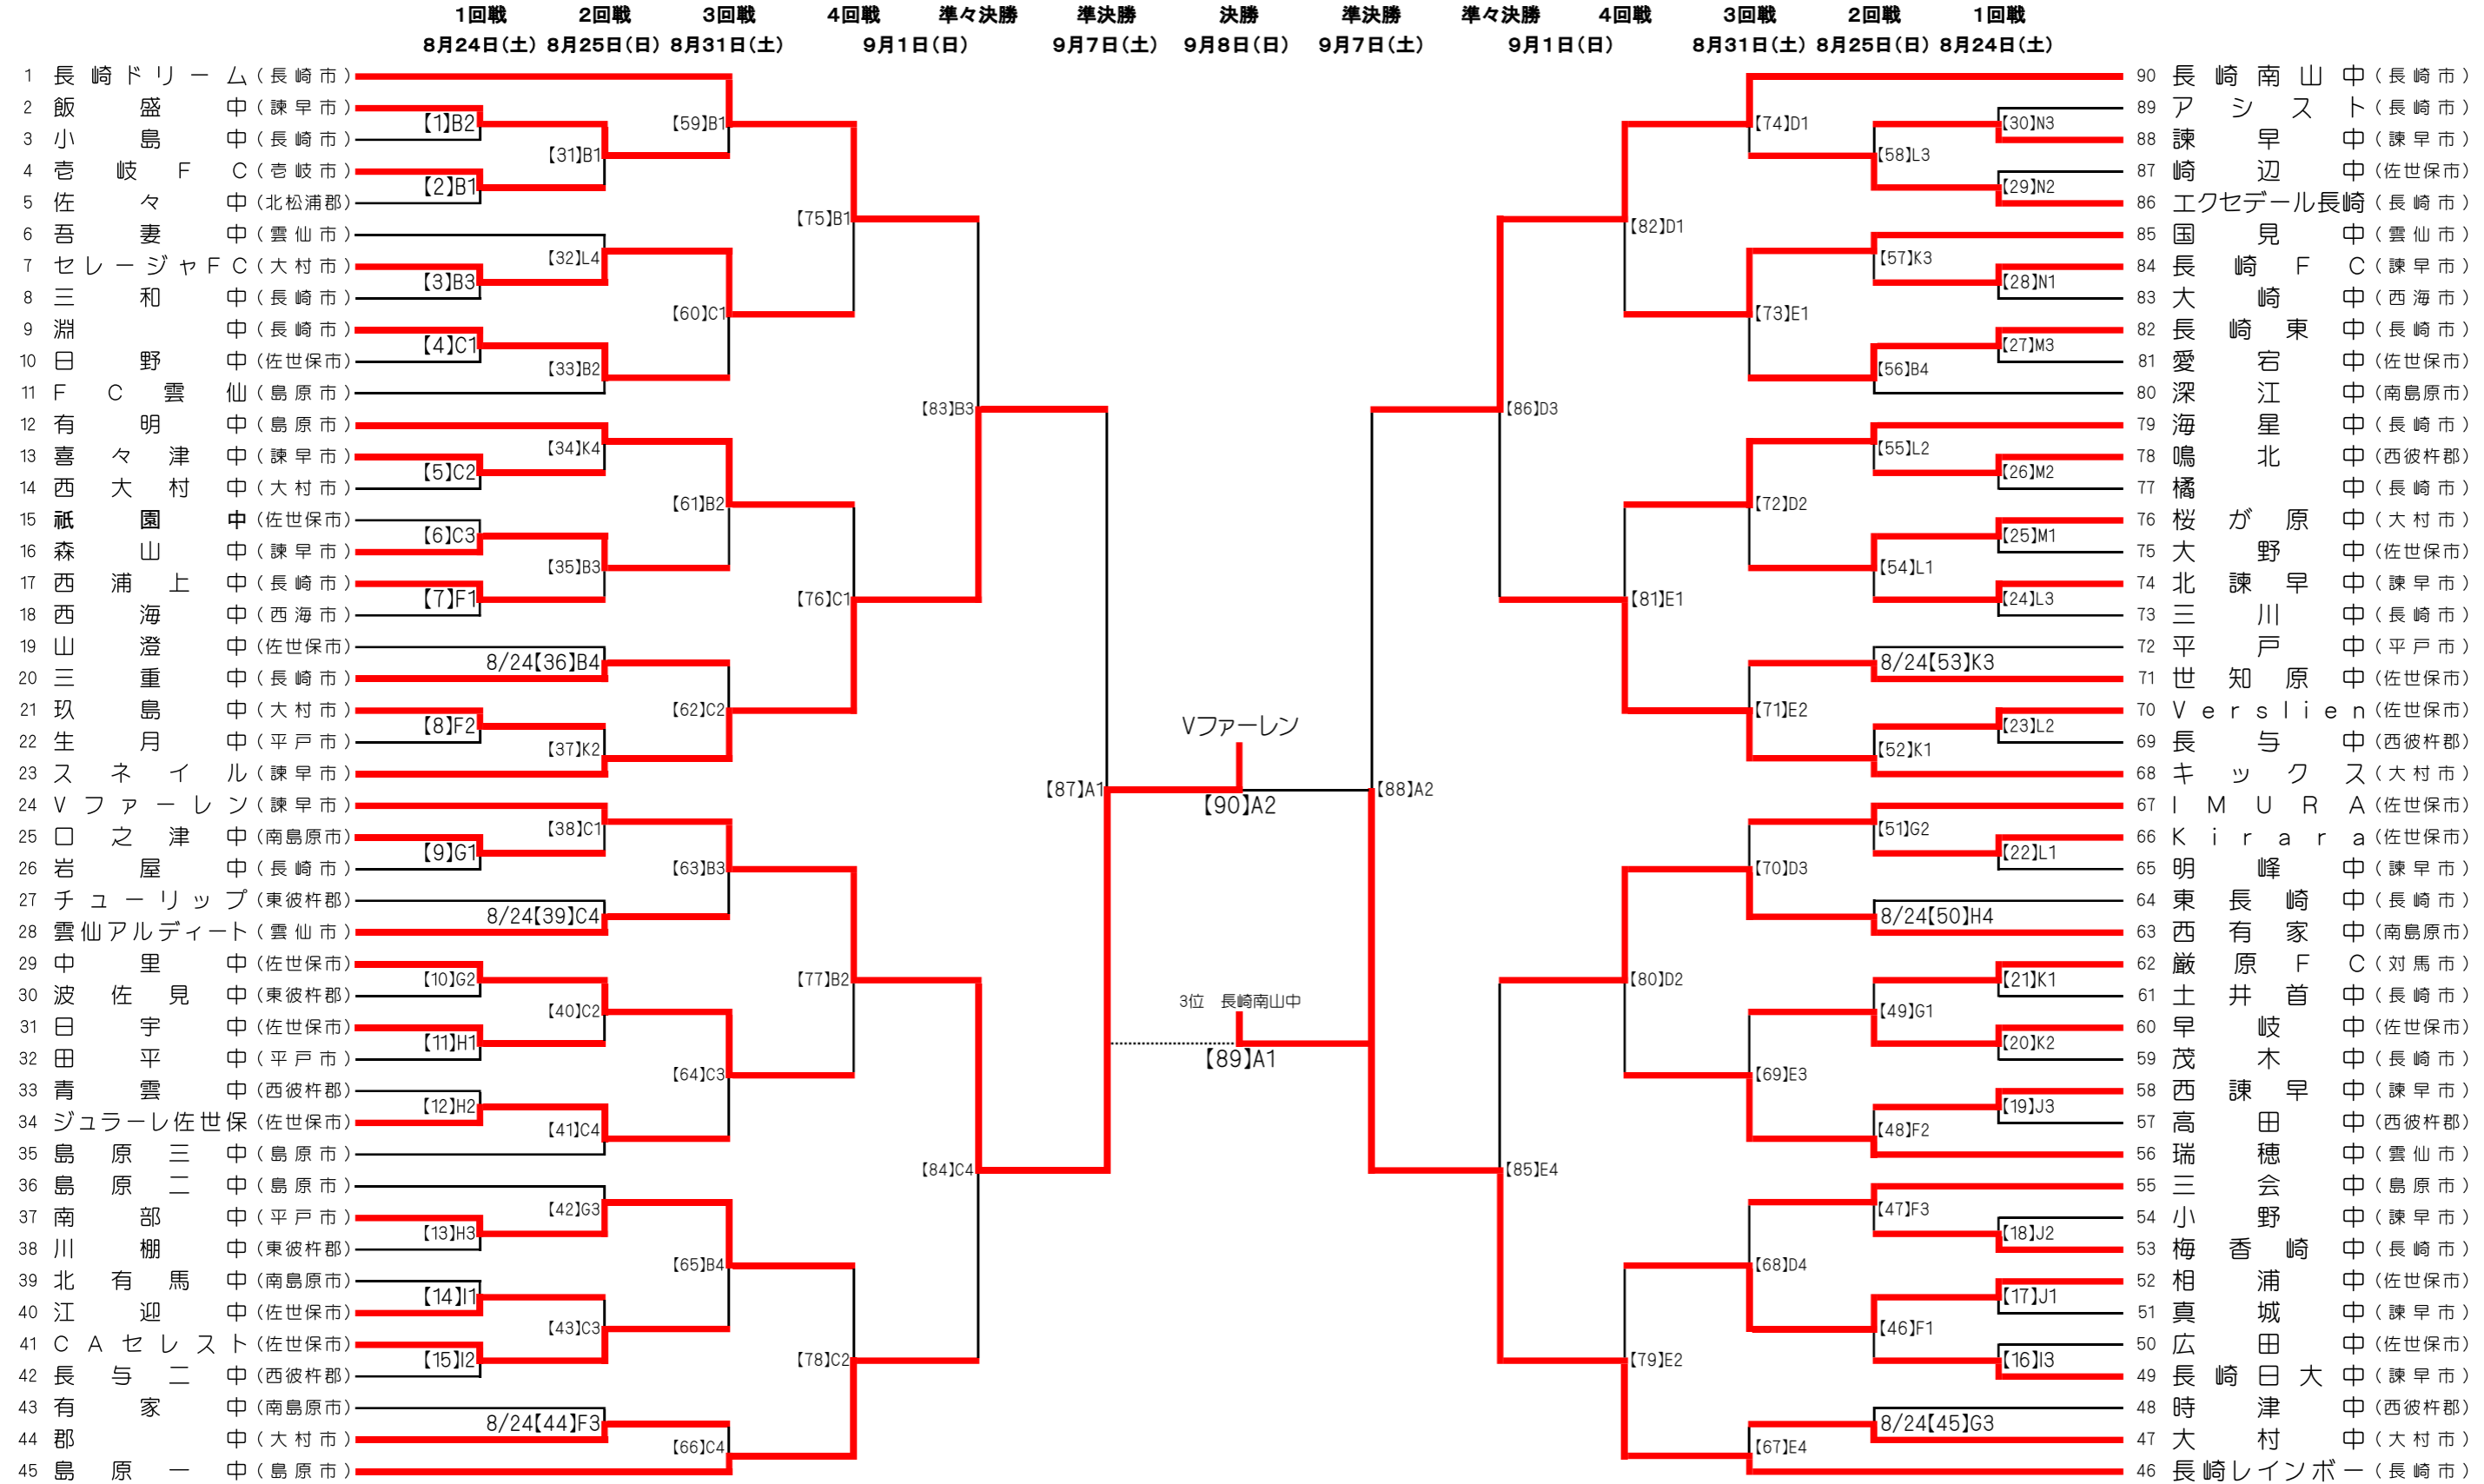 1回戦 2回戦 3回戦 4回戦 準々決勝 準決勝 決勝 準決勝 準々決勝 4回戦 3回戦 2回戦 1回戦
8月24日(土) 8月25日(日) 8月31日(土) 9月1日(日) 9月7日(土) 9月8日(日) 9月7日(土) 9月1日(日) 8月31日(土) 8月25日(日) 8月24日(土)
1 長崎ドリーム(長崎市)
2 飯盛中(諫早市)
【1】B2
3 小島中(長崎市)
【59】B1
【31】B1
4 壱岐FC(壱岐市)
【2】B1
5 佐々中(北松浦郡)
【75】B1
6 吾妻中(雲仙市)
【32】L4
7 セレージャFC(大村市)
【3】B3
8 三和中(長崎市)
【60】C1
9 淵中(長崎市)
【4】C1
10 日野中(佐世保市)
【33】B2
11 FC雲仙(島原市)
【83】B3
12 有明中(島原市)
【34】K4
13 喜々津中(諫早市)
【5】C2
14 西大村中(大村市)
【61】B2
15 祇園中(佐世保市)
【6】C3
16 森山中(諫早市)
【35】B3
17 西浦上中(長崎市)
【7】F1
【76】C1
18 西海中(西海市)
19 山澄中(佐世保市)
8/24【36】B4
20 三重中(長崎市)
21 玖島中(大村市)
【62】C2
【8】F2
22 生月中(平戸市)
【37】K2
23 スネイル(諫早市)
【87】A1
24 Vファーレン(諫早市)
【38】C1
25 口之津中(南島原市)
【9】G1
26 岩屋中(長崎市)
【63】B3
27 チューリップ(東彼杵郡)
8/24【39】C4
28 雲仙アルディート(雲仙市)
29 中里中(佐世保市)
【10】G2
【77】B2
30 波佐見中(東彼杵郡)
【40】C2
31 日宇中(佐世保市)
【11】H1
32 田平中(平戸市)
【64】C3
33 青雲中(西彼杵郡)
【12】H2
34 ジュラーレ佐世保(佐世保市)
【41】C4
35 島原三中(島原市)
【84】C4
36 島原二中(島原市)
【42】G3
37 南部中(平戸市)
【13】H3
38 川棚中(東彼杵郡)
【65】B4
39 北有馬中(南島原市)
【14】I1
40 江迎中(佐世保市)
【43】C3
41 CAセレスト(佐世保市)
【15】I2
【78】C2
42 長与二中(西彼杵郡)
43 有家中(南島原市)
8/24【44】F3
44 郡中(大村市)
【66】C4
45 島原一中(島原市)
Vファーレン
【90】A2
3位 長崎南山中
【89】A1
90 長崎南山中(長崎市)
89 アシスト(長崎市)
【30】N3
【74】D1
88 諫早中(諫早市)
【58】L3
87 崎辺中(佐世保市)
【29】N2
86 エクセデール長崎(長崎市)
【82】D1
85 国見中(雲仙市)
【57】K3
84 長崎FC(諫早市)
【28】N1
83 大崎中(西海市)
【73】E1
82 長崎東中(長崎市)
【27】M3
81 愛宕中(佐世保市)
【56】B4
80 深江中(南島原市)
【86】D3
79 海星中(長崎市)
【55】L2
78 鳴北中(西彼杵郡)
【26】M2
77 橘中(長崎市)
【72】D2
76 桜が原中(大村市)
【25】M1
75 大野中(佐世保市)
【54】L1
74 北諫早中(諫早市)
【24】L3
【81】E1
73 三川中(長崎市)
72 平戸中(平戸市)
8/24【53】K3
71 世知原中(佐世保市)
70 Verslien(佐世保市)
【71】E2
【23】L2
69 長与中(西彼杵郡)
【52】K1
68 キックス(大村市)
【88】A2
67 IMURA(佐世保市)
【51】G2
66 Kirara(佐世保市)
【22】L1
65 明峰中(諫早市)
【70】D3
64 東長崎中(長崎市)
8/24【50】H4
63 西有家中(南島原市)
62 厳原FC(対馬市)
【21】K1
【80】D2
61 土井首中(長崎市)
【49】G1
60 早岐中(佐世保市)
【20】K2
59 茂木中(長崎市)
【69】E3
58 西諫早中(諫早市)
【19】J3
57 高田中(西彼杵郡)
【48】F2
56 瑞穂中(雲仙市)
【85】E4
55 三会中(島原市)
【47】F3
54 小野中(諫早市)
【18】J2
53 梅香崎中(長崎市)
【68】D4
52 相浦中(佐世保市)
【17】J1
51 真城中(諫早市)
【46】F1
50 広田中(佐世保市)
【16】I3
【79】E2
49 長崎日大中(諫早市)
48 時津中(西彼杵郡)
8/24【45】G3
47 大村中(大村市)
【67】E4
46 長崎レインボー(長崎市)